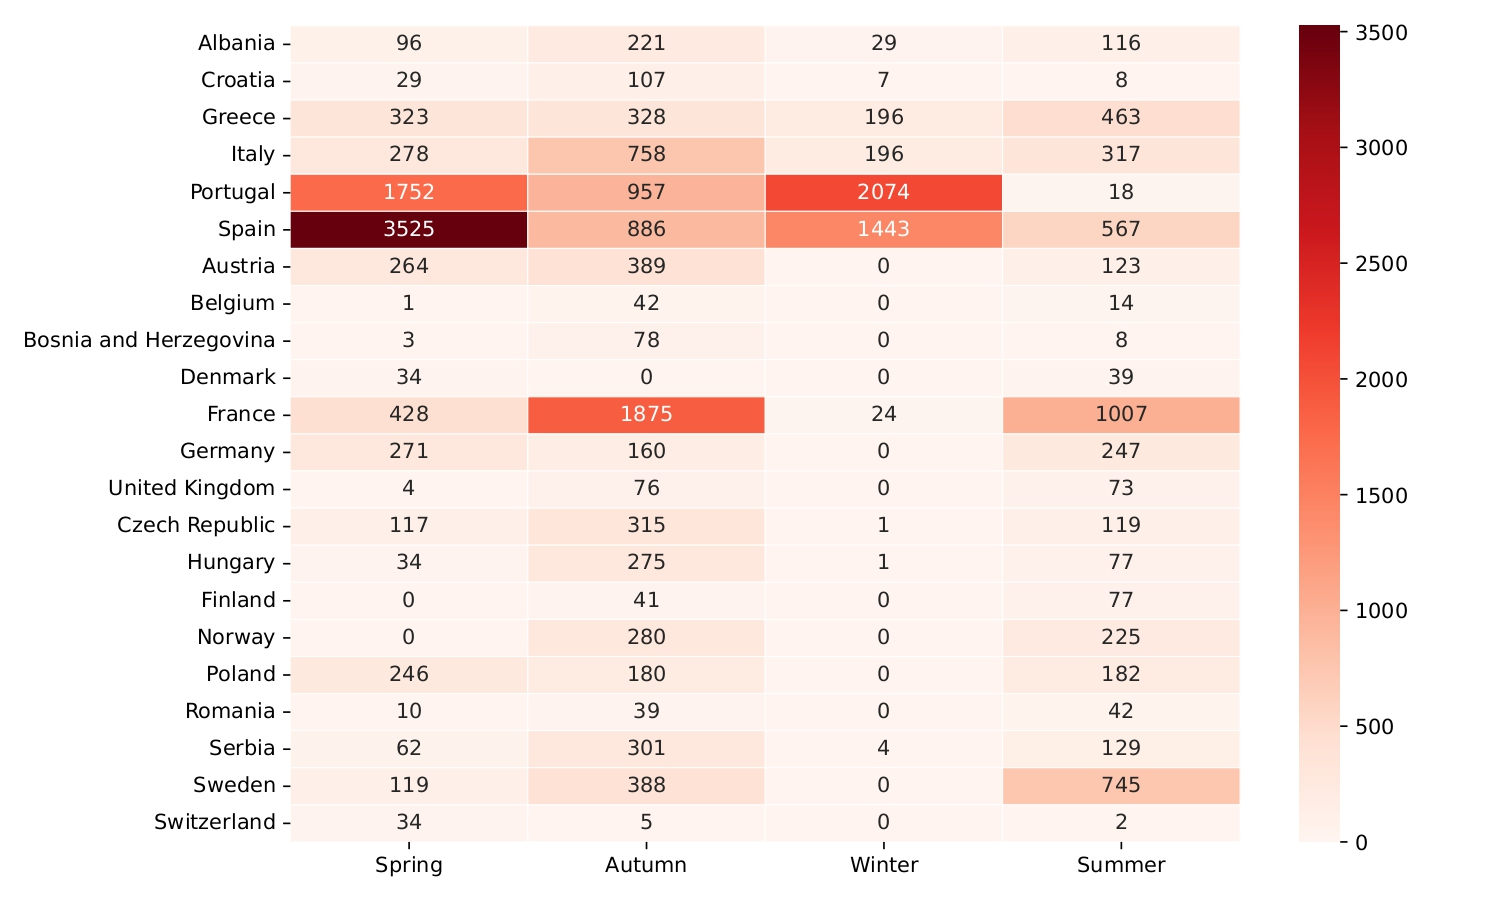 Albania 96 221 29 116
Croatia 29 107 7 8
Greece 323 328 196 463
Italy 278 758 196 317
Portugal 1752 957 2074 18
Spain 3525 886 1443 567
Austria 264 389 0 123
Belgium 1 42 0 14
Bosnia and Herzegovina 3 78 0 8
Denmark 34 0 0 39
France 428 1875 24 1007
Germany 271 160 0 247
United Kingdom 4 76 0 73
Czech Republic 117 315 1 119
Hungary 34 275 1 77
Finland 0 41 0 77
Norway 0 280 0 225
Poland 246 180 0 182
Romania 10 39 0 42
Serbia 62 301 4 129
Sweden 119 388 0 745
Switzerland 34 5 0 2
Spring Autumn Winter Summer
3500
3000
2500
2000
1500
1000
500
0